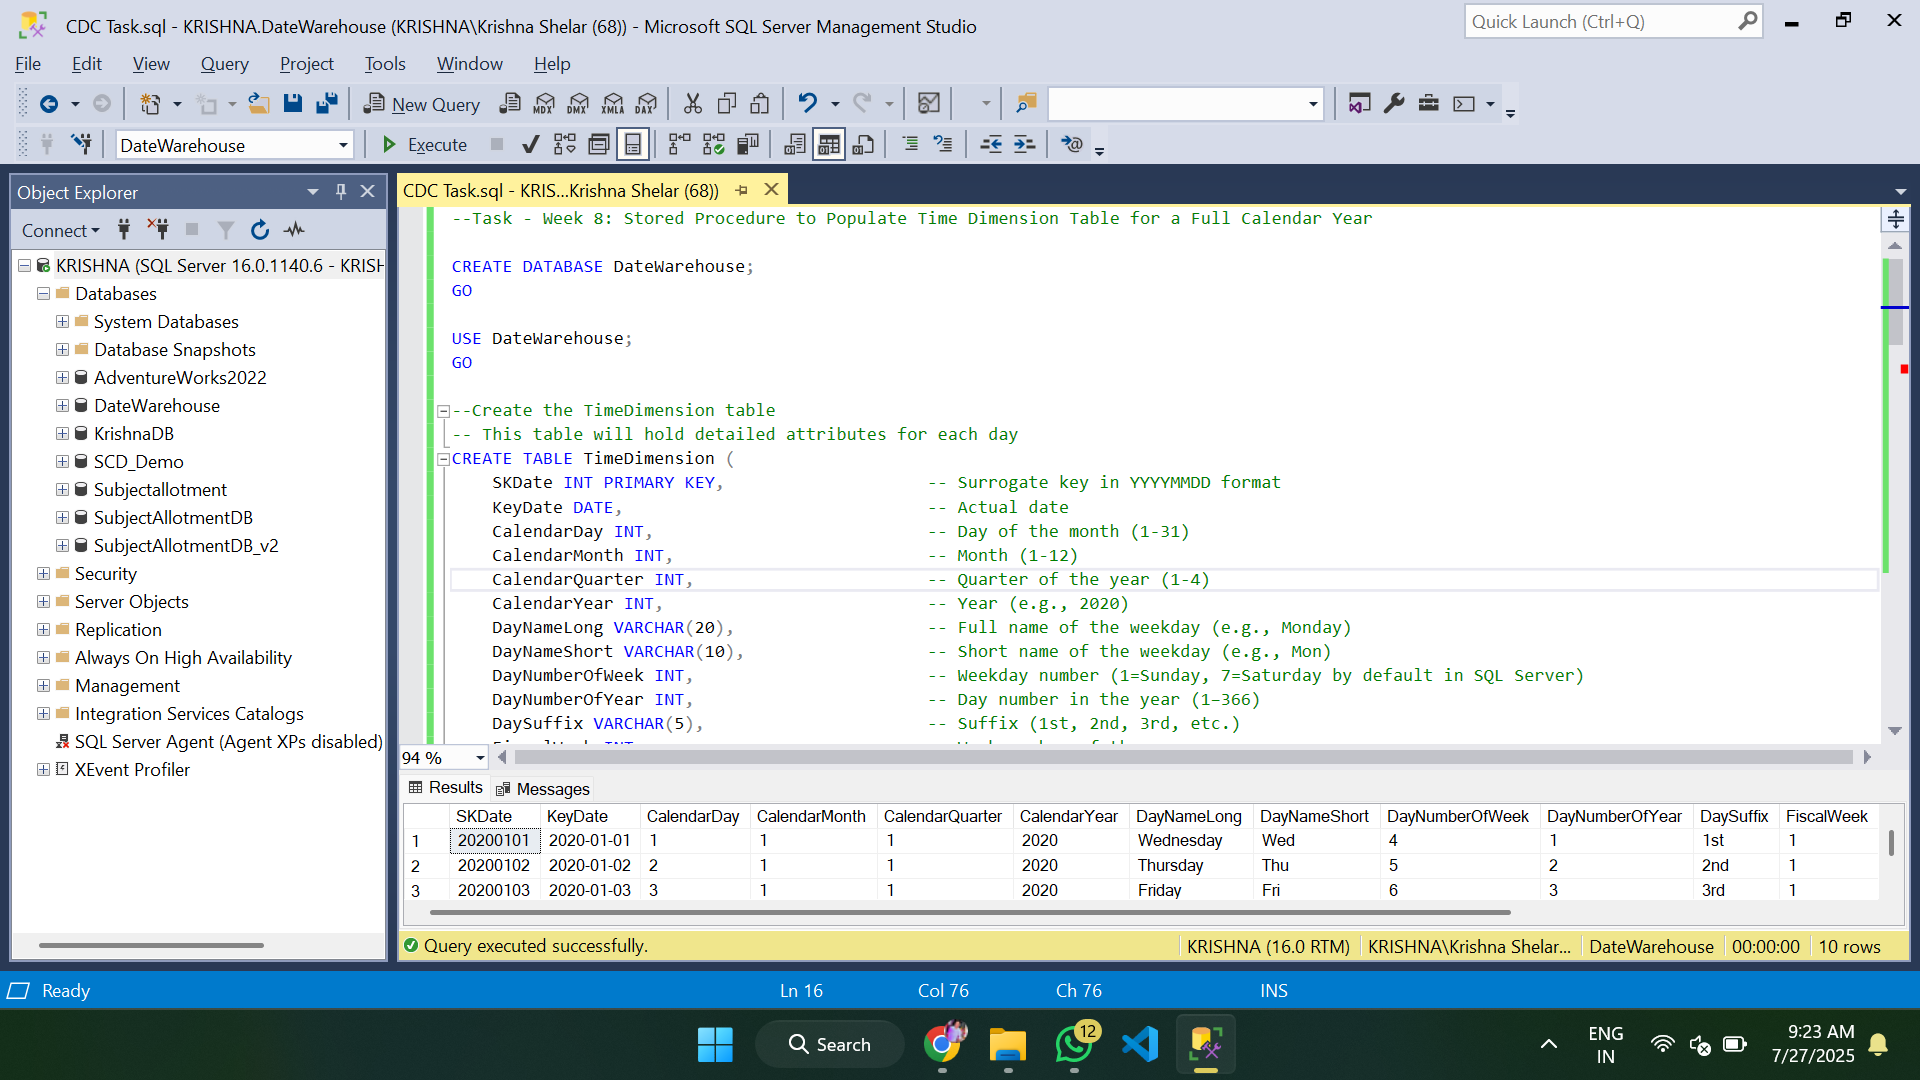 CDC Task.sql - KRISHNA.DateWarehouse (KRISHNA\Krishna Shelar (68)) - Microsoft SQL Server Management Studio
Quick Launch (Ctrl+Q)
File Edit View Query Project Tools Window Help
New Query MDX DMX XMLA DAX
DateWarehouse Execute
Object Explorer
Connect
KRISHNA (SQL Server 16.0.1140.6 - KRISH
Databases
System Databases
Database Snapshots
AdventureWorks2022
DateWarehouse
KrishnaDB
SCD_Demo
Subjectallotment
SubjectAllotmentDB
SubjectAllotmentDB_v2
Security
Server Objects
Replication
Always On High Availability
Management
Integration Services Catalogs
SQL Server Agent (Agent XPs disabled)
XEvent Profiler
CDC Task.sql - KRIS...Krishna Shelar (68))
--Task - Week 8: Stored Procedure to Populate Time Dimension Table for a Full Calendar Year
CREATE DATABASE DateWarehouse;
GO
USE DateWarehouse;
GO
--Create the TimeDimension table
-- This table will hold detailed attributes for each day
CREATE TABLE TimeDimension (
SKDate INT PRIMARY KEY, -- Surrogate key in YYYYMMDD format
KeyDate DATE, -- Actual date
CalendarDay INT, -- Day of the month (1-31)
CalendarMonth INT, -- Month (1-12)
CalendarQuarter INT, -- Quarter of the year (1-4)
CalendarYear INT, -- Year (e.g., 2020)
DayNameLong VARCHAR(20), -- Full name of the weekday (e.g., Monday)
DayNameShort VARCHAR(10), -- Short name of the weekday (e.g., Mon)
DayNumberOfWeek INT, -- Weekday number (1=Sunday, 7=Saturday by default in SQL Server)
DayNumberOfYear INT, -- Day number in the year (1–366)
DaySuffix VARCHAR(5), -- Suffix (1st, 2nd, 3rd, etc.)
94 %
Results Messages
SKDate KeyDate CalendarDay CalendarMonth CalendarQuarter CalendarYear DayNameLong DayNameShort DayNumberOfWeek DayNumberOfYear DaySuffix FiscalWeek
1 20200101 2020-01-01 1 1 1 2020 Wednesday Wed 4 1 1st 1
2 20200102 2020-01-02 2 1 1 2020 Thursday Thu 5 2 2nd 1
3 20200103 2020-01-03 3 1 1 2020 Friday Fri 6 3 3rd 1
Query executed successfully. KRISHNA (16.0 RTM) KRISHNA\Krishna Shelar... DateWarehouse 00:00:00 10 rows
Ready Ln 16 Col 76 Ch 76 INS
Search 12 ENG IN 9:23 AM 7/27/2025